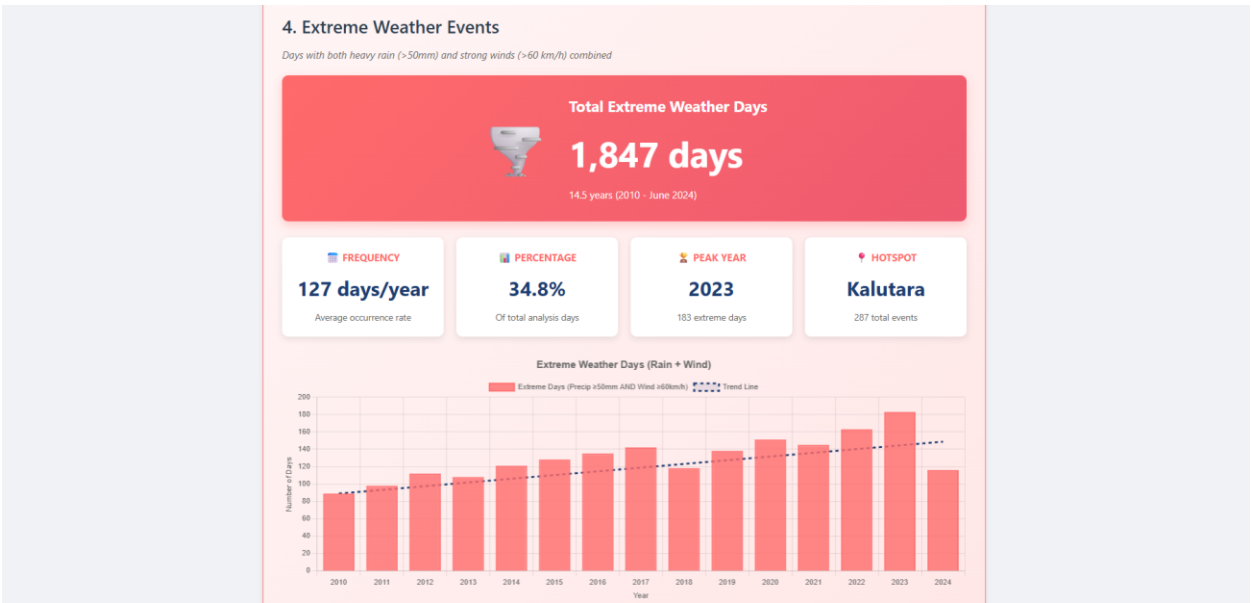 4. Extreme Weather Events
Days with both heavy rain (>50mm) and strong winds (>60 km/h) combined
Total Extreme Weather Days
1,847 days
14.5 years (2010 - June 2024)
FREQUENCY
127 days/year
Average occurrence rate
PERCENTAGE
34.8%
Of total analysis days
PEAK YEAR
2023
183 extreme days
HOTSPOT
Kalutara
287 total events
Extreme Weather Days (Rain + Wind)
Extreme Days (Precip ≥50mm AND Wind ≥60km/h) Trend Line
200
180
160
140
120
100
80
60
40
20
0
Number of Days
2010 2011 2012 2013 2014 2015 2016 2017 2018 2019 2020 2021 2022 2023 2024
Year